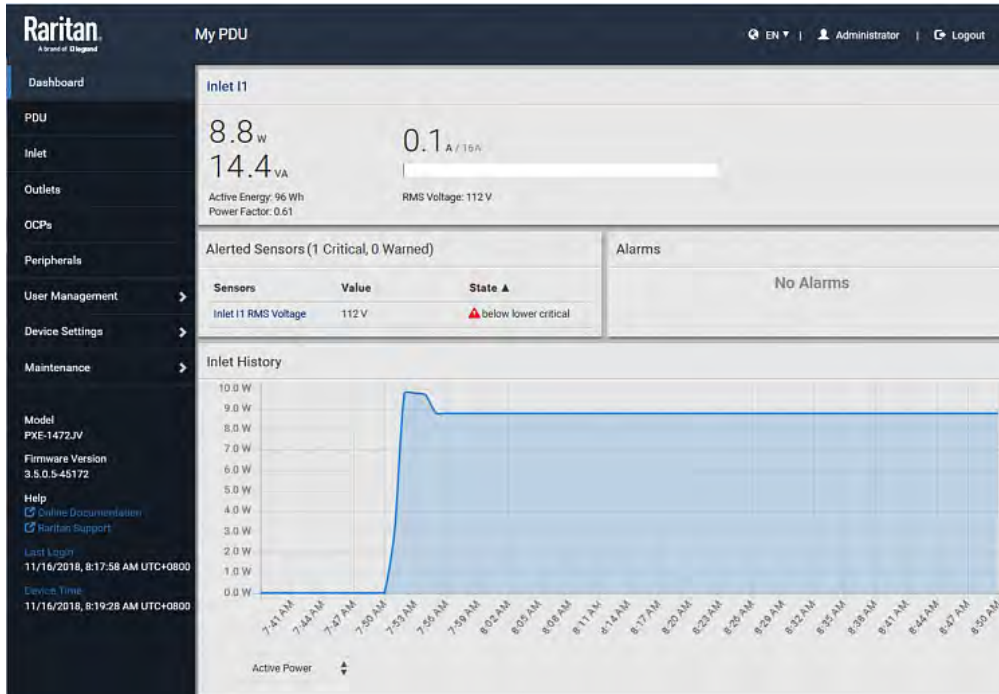 Raritan.
A brand of legrand
My PDU
EN
Administrator
Logout
Dashboard
PDU
Inlet
Outlets
OCPs
Peripherals
User Management
Device Settings
Maintenance
Model
PXE-1472JV
Firmware Version
3.5.0.5-45172
Help
Online Documentation
Raritan Support
Last Login
11/16/2018, 8:17:58 AM UTC+0800
Device Time
11/16/2018, 8:19:28 AM UTC+0800
Inlet I1
8.8 W
14.4 VA
Active Energy: 96 Wh
Power Factor: 0.61
0.1 A / 16A
RMS Voltage: 112 V
Alerted Sensors (1 Critical, 0 Warned)
Sensors Value State ▲
Inlet I1 RMS Voltage 112 V below lower critical
Alarms
No Alarms
Inlet History
10.0 W
9.0 W
8.0 W
7.0 W
6.0 W
5.0 W
4.0 W
3.0 W
2.0 W
1.0 W
0.0 W
7:41 AM
7:44 AM
7:47 AM
7:50 AM
7:53 AM
7:56 AM
7:59 AM
8:02 AM
8:05 AM
8:08 AM
8:11 AM
8:14 AM
8:17 AM
8:20 AM
8:23 AM
8:26 AM
8:29 AM
8:32 AM
8:35 AM
8:38 AM
8:41 AM
8:44 AM
8:47 AM
8:50 AM
Active Power